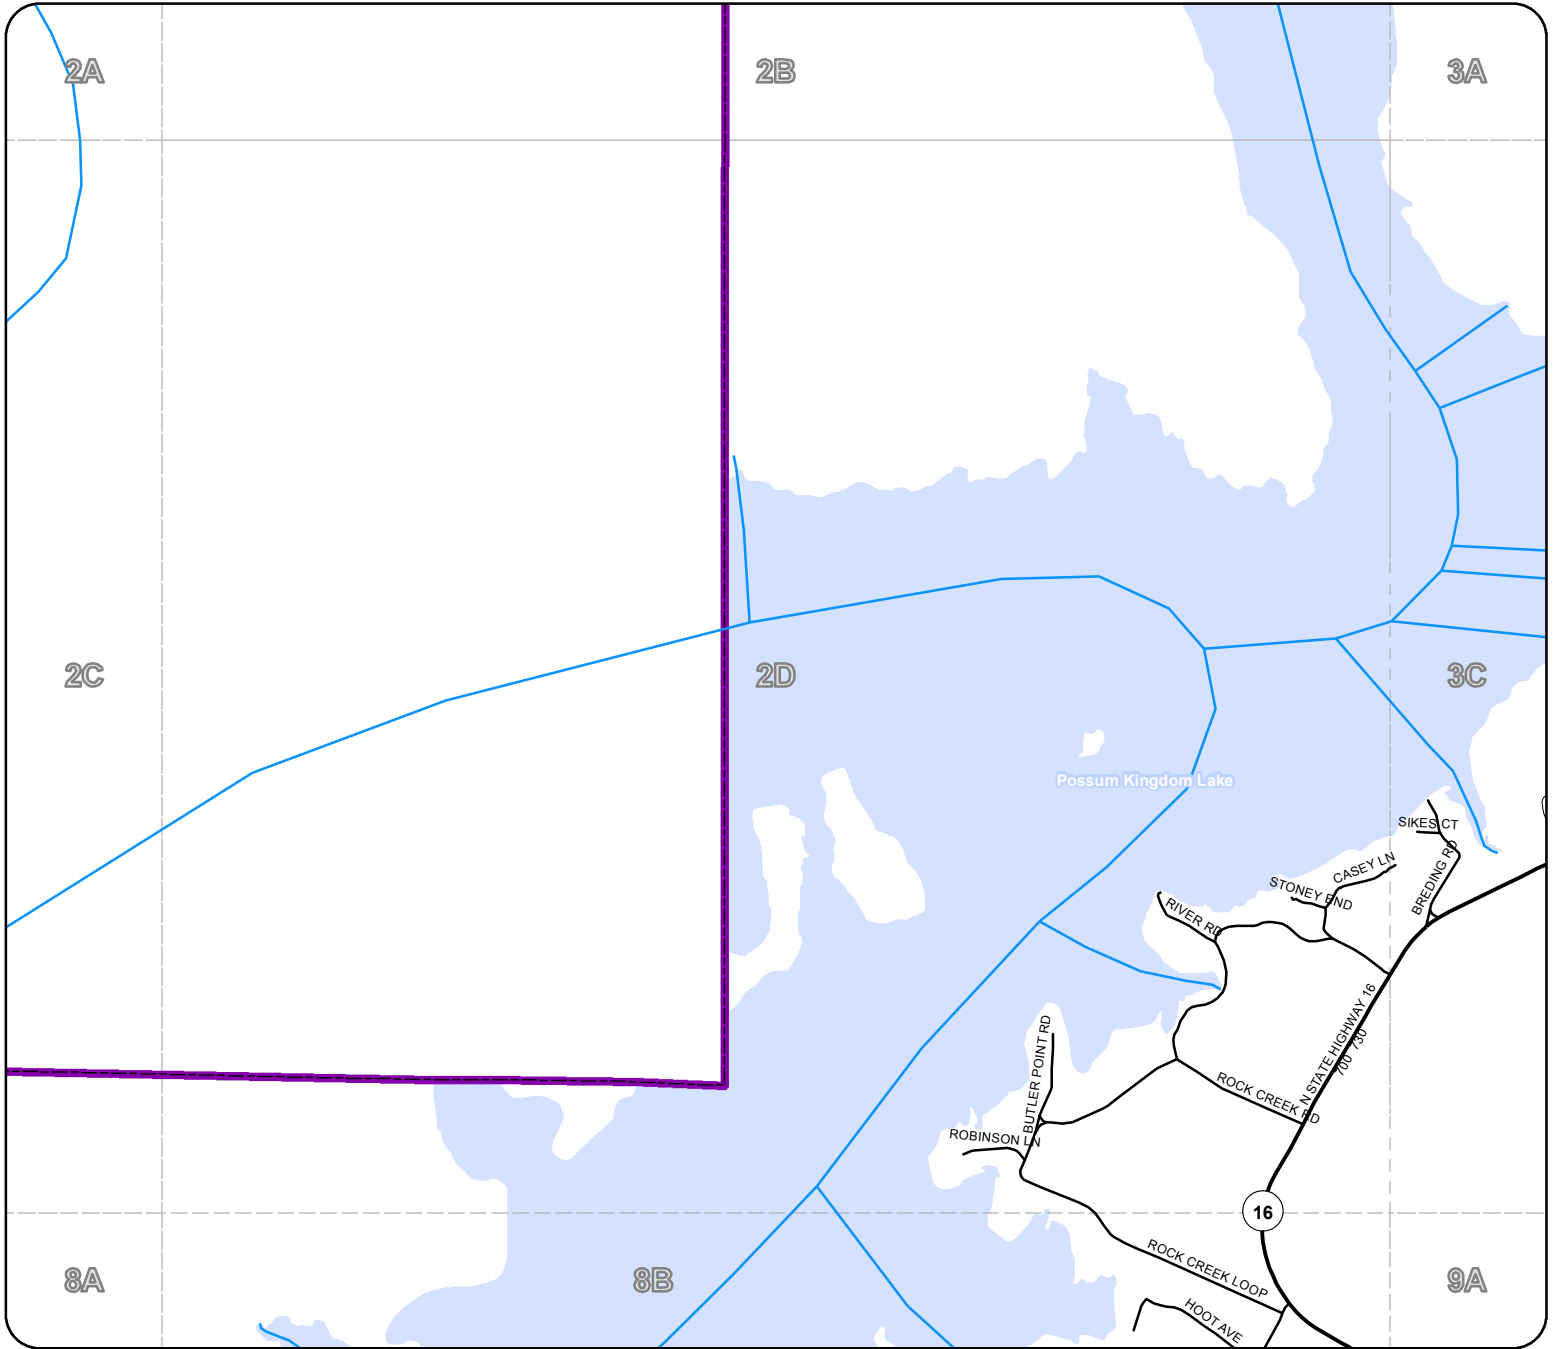 2A
2B
3A
2C
2D
3C
Possum Kingdom Lake
SIKES CT
CASEY LN
STONEY END
BREDING RD
RIVER RD
N STATE HIGHWAY 16
700 730
BUTLER POINT RD
ROCK CREEK RD
ROBINSON LN
16
ROCK CREEK LOOP
8A
8B
9A
HOOT AVE